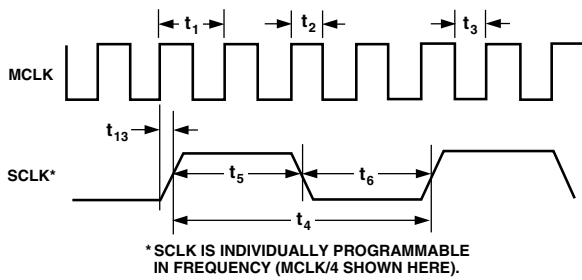 t1
t2
t3
MCLK
t13
SCLK*
t5
t6
t4
* SCLK IS INDIVIDUALLY PROGRAMMABLE
IN FREQUENCY (MCLK/4 SHOWN HERE).